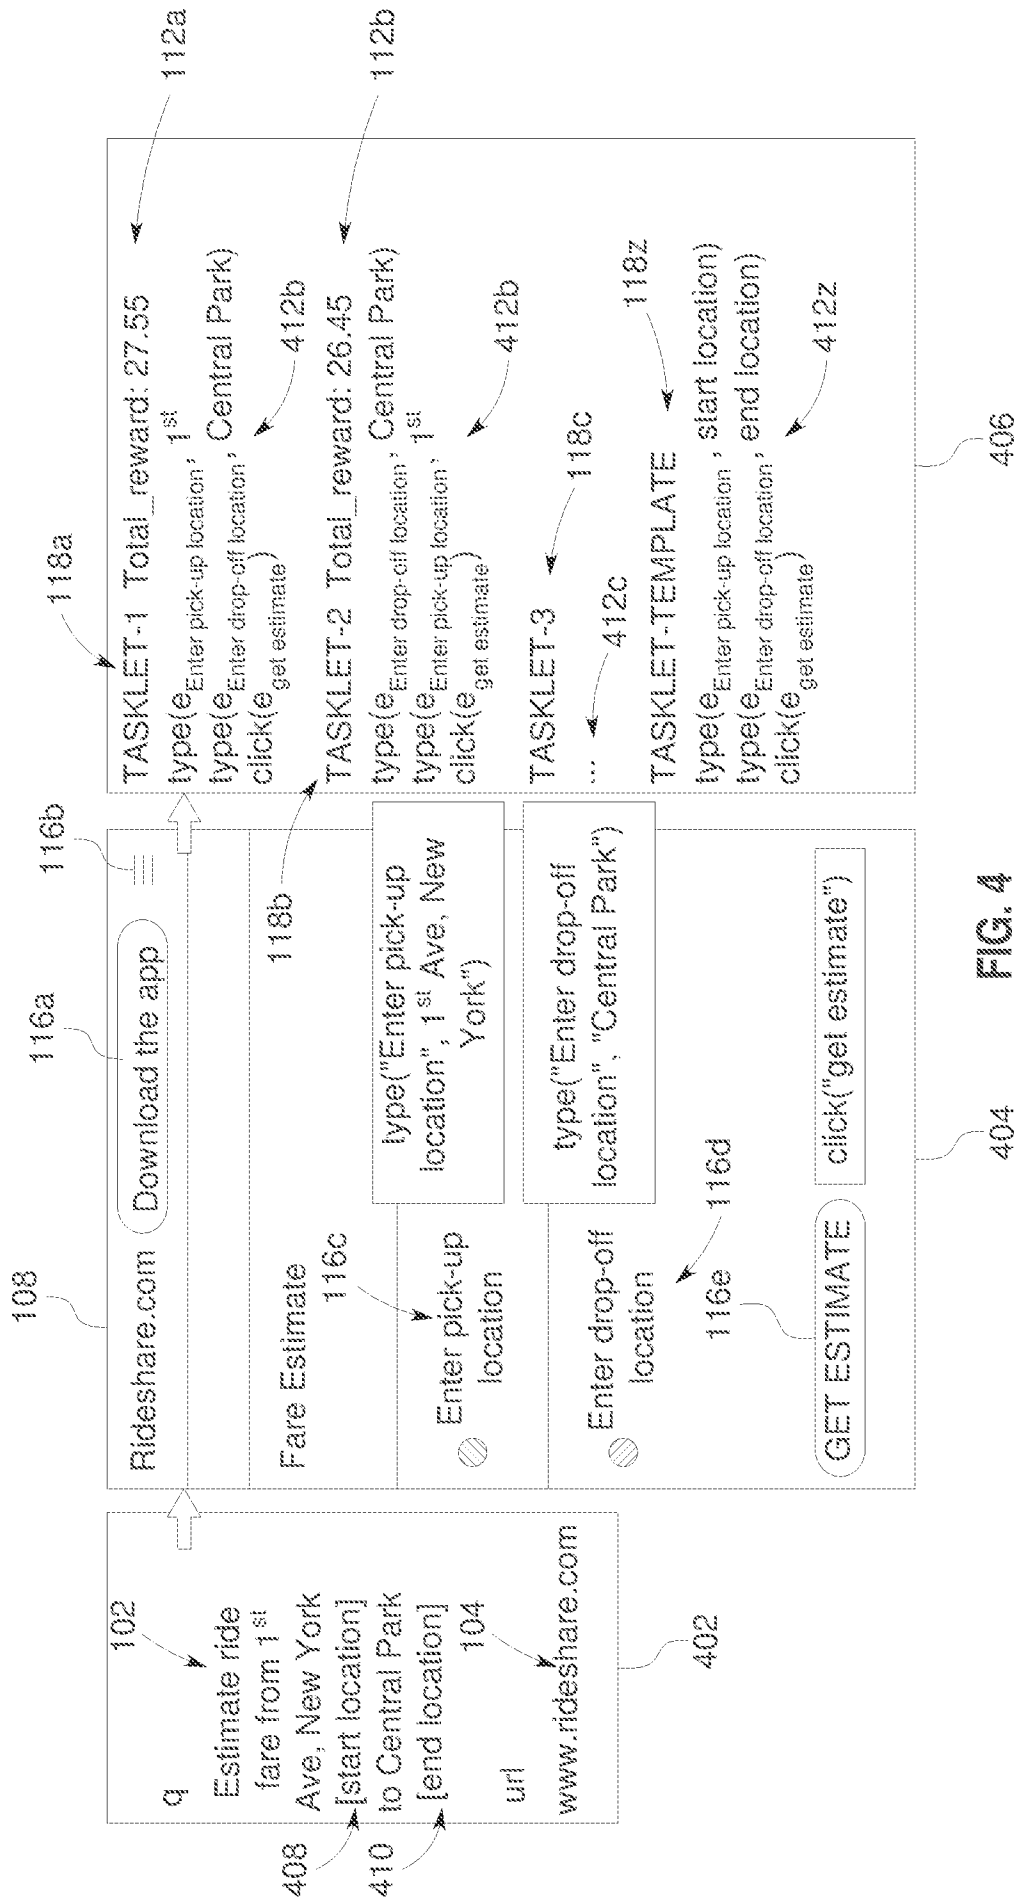 102
q
Estimate ride
fare from 1st
Ave, New York
[start location]
to Central Park
[end location]
408
410
104
url
www.rideshare.com
402
108
116a
116b
Rideshare.com
Download the app
Fare Estimate
116c
Enter pick-up
location
type("Enter pick-up
location", 1st Ave, New
York")
Enter drop-off
location
type("Enter drop-off
location", "Central Park")
116d
116e
GET ESTIMATE
click("get estimate")
404
118a
112a
TASKLET-1 Total_reward: 27.55
type(eEnter pick-up location, 1st
type(eEnter drop-off location, Central Park)
click(eget estimate)
412b
118b
112b
TASKLET-2 Total_reward: 26.45
type(eEnter drop-off location, Central Park)
type(eEnter pick-up location, 1st
click(eget estimate)
412b
TASKLET-3
118c
...
412c
118z
TASKLET-TEMPLATE
type(eEnter pick-up location, start location)
type(eEnter drop-off location, end location)
click(eget estimate)
412z
406
FIG. 4